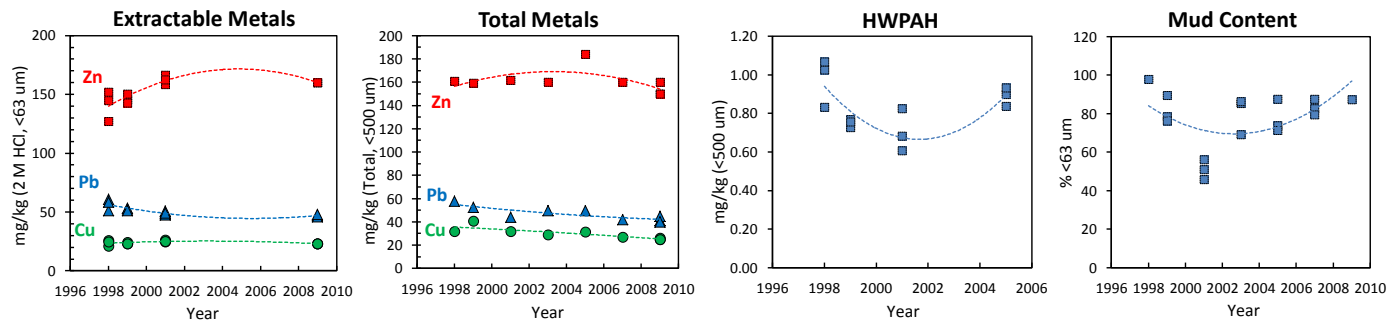 Extractable Metals
mg/kg (2 M HCl, <63 um)
200
150
100
50
0
Zn
Pb
Cu
1996 1998 2000 2002 2004 2006 2008 2010
Year
Total Metals
mg/kg (Total, <500 um)
200
180
160
140
120
100
80
60
40
20
0
Zn
Pb
Cu
1996 1998 2000 2002 2004 2006 2008 2010
Year
HWPAH
mg/kg (<500 um)
1.20
1.00
0.80
0.60
0.40
0.20
0.00
1996 1998 2000 2002 2004 2006
Year
Mud Content
% <63 um
120
100
80
60
40
20
0
1996 1998 2000 2002 2004 2006 2008 2010
Year